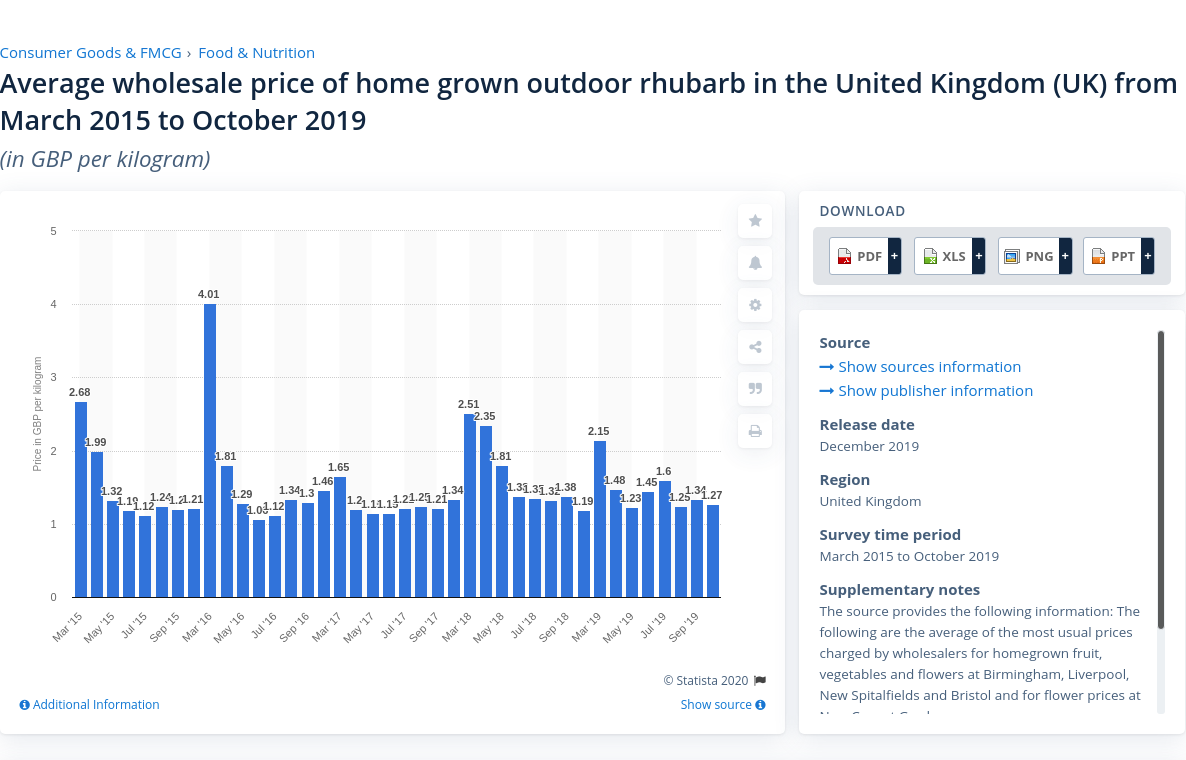 Consumer Goods & FMCG › Food & Nutrition
Average wholesale price of home grown outdoor rhubarb in the United Kingdom (UK) from
March 2015 to October 2019
(in GBP per kilogram)
DOWNLOAD
PDF + XLS + PNG + PPT +
Price in GBP per kilogram
5
4
3
2
1
0
2.68
1.99
1.32
1.19
1.12
1.24
1.21
4.01
1.81
1.29
1.12
1.34
1.3
1.46
1.65
1.2
1.25
1.21
1.34
2.51
2.35
1.81
1.38
1.19
2.15
1.48
1.23
1.45
1.6
1.25
1.34
1.27
Mar '15
May '15
Jul '15
Sep '15
Mar '16
May '16
Jul '16
Sep '16
Mar '17
May '17
Jul '17
Sep '17
Mar '18
May '18
Jul '18
Sep '18
Mar '19
May '19
Jul '19
Sep '19
© Statista 2020
Additional Information
Show source
Source
Show sources information
Show publisher information
Release date
December 2019
Region
United Kingdom
Survey time period
March 2015 to October 2019
Supplementary notes
The source provides the following information: The
following are the average of the most usual prices
charged by wholesalers for homegrown fruit,
vegetables and flowers at Birmingham, Liverpool,
New Spitalfields and Bristol and for flower prices at